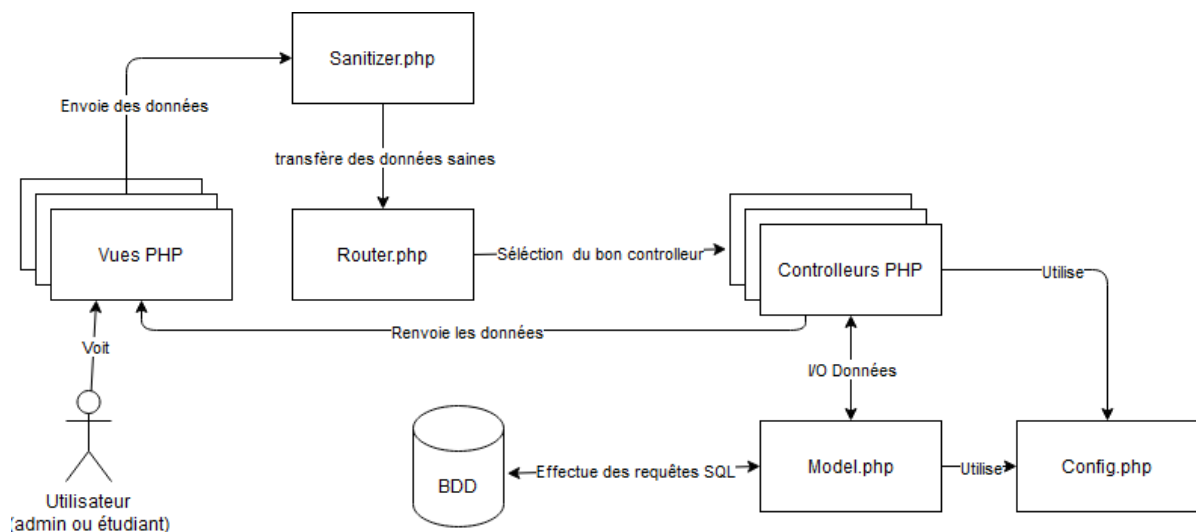 Sanitizer.php
Envoie des données
transfère des données saines
Vues PHP
Router.php
Séléction du bon controlleur
Controlleurs PHP
Utilise
Renvoie les données
Voit
I/O Données
BDD
Effectue des requêtes SQL
Model.php
Utilise
Config.php
Utilisateur
(admin ou étudiant)